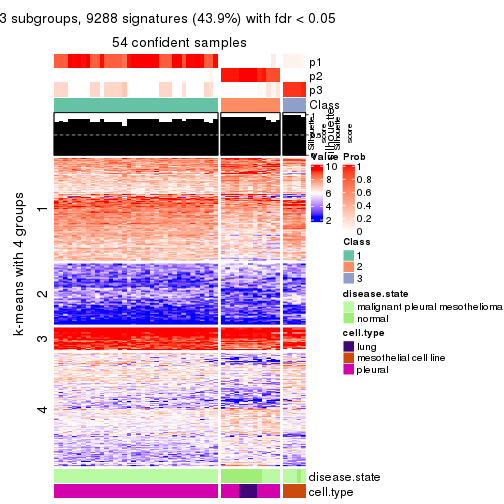 3 subgroups, 9288 signatures (43.9%) with fdr < 0.05
54 confident samples
p1
p2
p3
Class
Silhouette
score
k-means with 4 groups
1
2
3
4
Value
10
8
6
4
2
Prob
1
0.8
0.6
0.4
0.2
0
Class
1
2
3
disease.state
malignant pleural mesothelioma
normal
cell.type
lung
mesothelial cell line
pleural
disease.state
cell.type